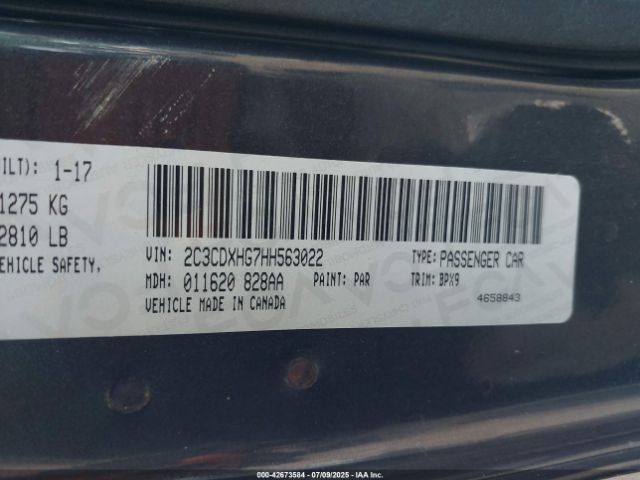 ILT): 1-17
1275 KG
2810 LB
EHICLE SAFETY,
VIN: 2C3CDXHG7HH563022
TYPE: PASSENGER CAR
MDH: 011620 828AA
PAINT: PAR
TRIM: BPX9
VEHICLE MADE IN CANADA
4658843
000-42673584 | 07/09/2025 | IAA Inc.